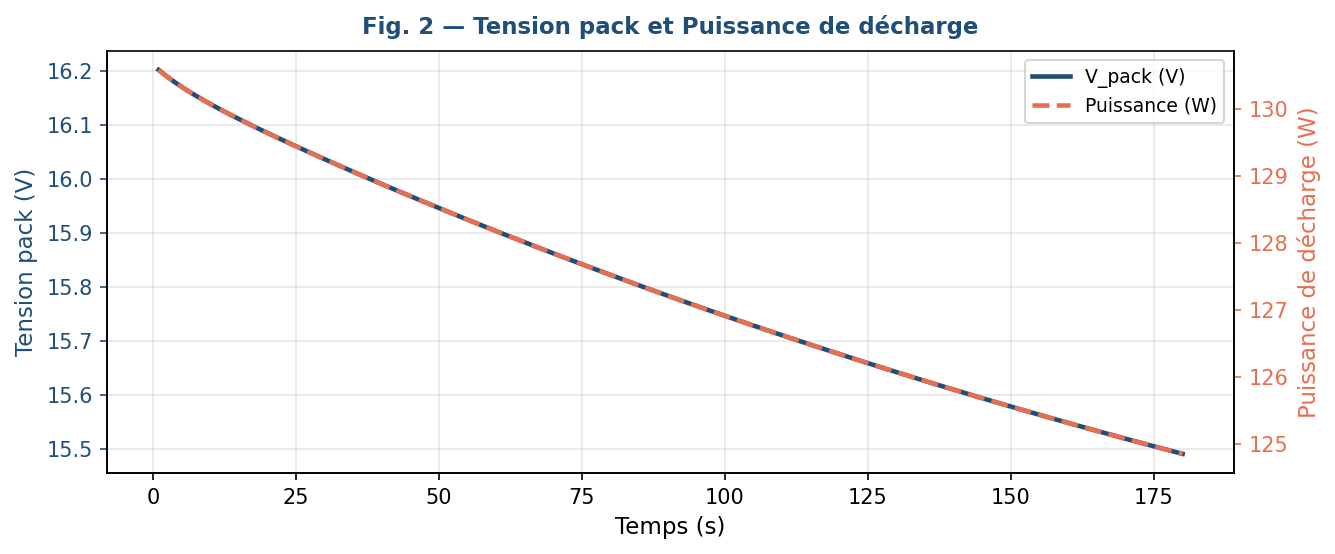 Fig. 2 — Tension pack et Puissance de décharge
V_pack (V)
Puissance (W)
Tension pack (V)
16.2
16.1
16.0
15.9
15.8
15.7
15.6
15.5
130
129
128
127
126
125
Puissance de décharge (W)
0 25 50 75 100 125 150 175
Temps (s)